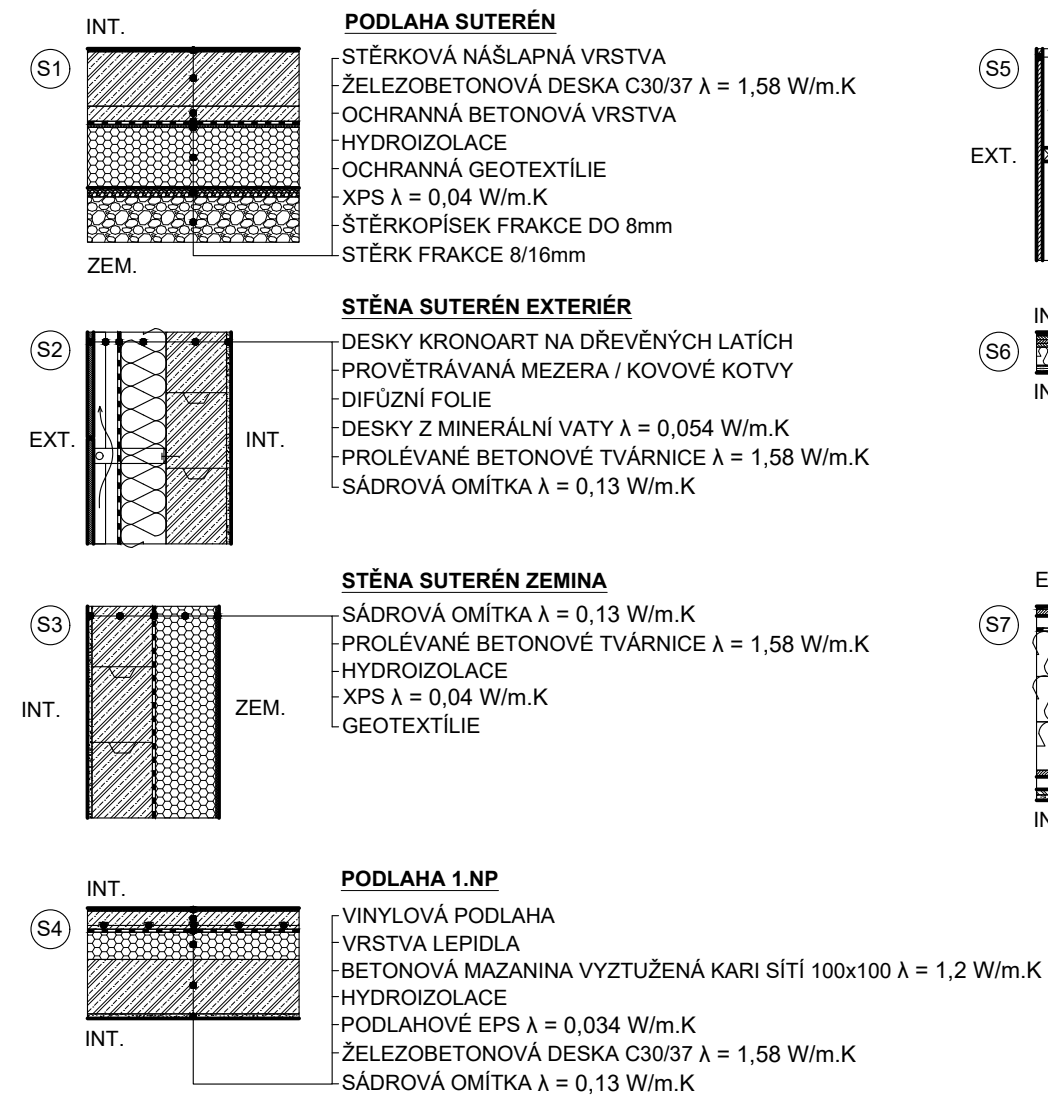 INT.
PODLAHA SUTERÉN
S1
STĚRKOVÁ NÁŠLAPNÁ VRSTVA
ŽELEZOBETONOVÁ DESKA C30/37 λ = 1,58 W/m.K
OCHRANNÁ BETONOVÁ VRSTVA
HYDROIZOLACE
OCHRANNÁ GEOTEXTÍLIE
XPS λ = 0,04 W/m.K
ŠTĚRKOPÍSEK FRAKCE DO 8mm
STĚRK FRAKCE 8/16mm
ZEM.
STĚNA SUTERÉN EXTERIÉR
S2
DESKY KRONOART NA DŘEVĚNÝCH LATÍCH
PROVĚTRÁVANÁ MEZERA / KOVOVÉ KOTVY
DIFŮZNÍ FOLIE
DESKY Z MINERÁLNÍ VATY λ = 0,054 W/m.K
PROLÉVANÉ BETONOVÉ TVÁRNICE λ = 1,58 W/m.K
SÁDROVÁ OMÍTKA λ = 0,13 W/m.K
EXT.
INT.
STĚNA SUTERÉN ZEMINA
S3
SÁDROVÁ OMÍTKA λ = 0,13 W/m.K
PROLÉVANÉ BETONOVÉ TVÁRNICE λ = 1,58 W/m.K
HYDROIZOLACE
XPS λ = 0,04 W/m.K
GEOTEXTÍLIE
INT.
ZEM.
INT.
PODLAHA 1.NP
S4
VINYLOVÁ PODLAHA
VRSTVA LEPIDLA
BETONOVÁ MAZANINA VYZTUŽENÁ KARI SÍTÍ 100x100 λ = 1,2 W/m.K
HYDROIZOLACE
PODLAHOVÉ EPS λ = 0,034 W/m.K
ŽELEZOBETONOVÁ DESKA C30/37 λ = 1,58 W/m.K
SÁDROVÁ OMÍTKA λ = 0,13 W/m.K
INT.
S5
EXT.
S6
S7